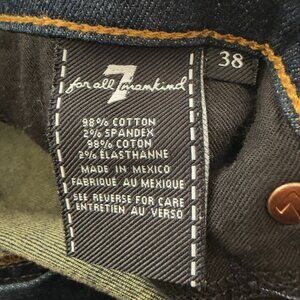 for all 7 mankind
38
98% COTTON
2% SPANDEX
98% COTON
2% ÉLASTHANNE
MADE IN MEXICO
FABRIQUÉ AU MEXIQUE
SEE REVERSE FOR CARE
ENTRETIEN AU VERSO